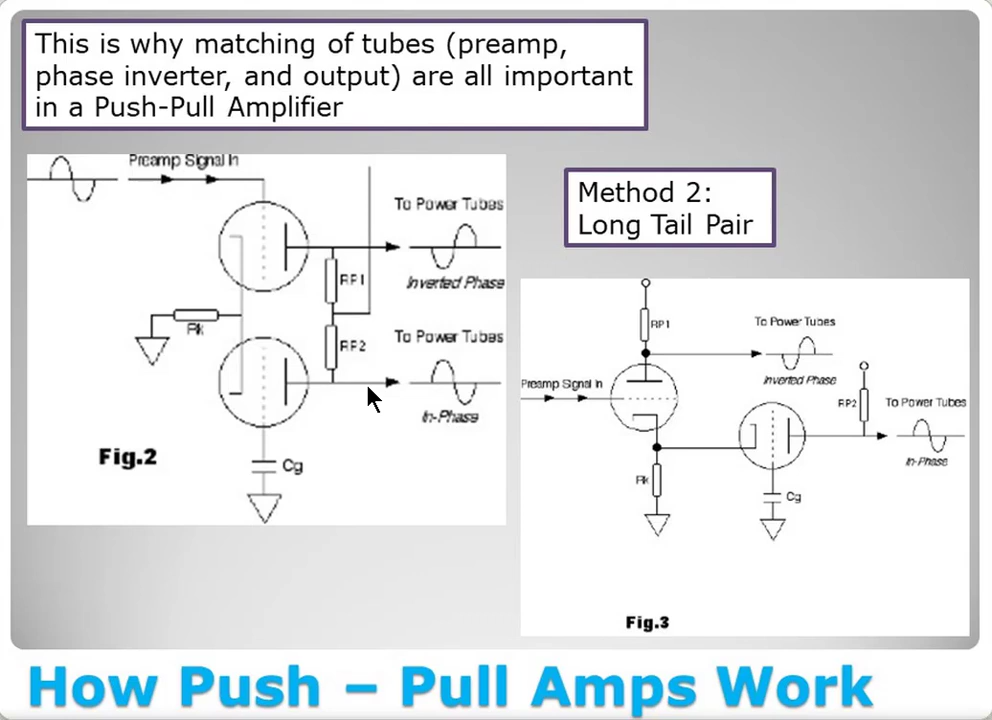 This is why matching of tubes (preamp,
phase inverter, and output) are all important
in a Push-Pull Amplifier
Preamp Signal In
To Power Tubes
RP1
Inverted Phase
Rk
RP2
To Power Tubes
In-Phase
Fig.2
Cg
Method 2:
Long Tail Pair
RP1
To Power Tubes
Inverted Phase
Preamp Signal In
RP2
To Power Tubes
In-Phase
Rk
Cg
Fig.3
How Push – Pull Amps Work